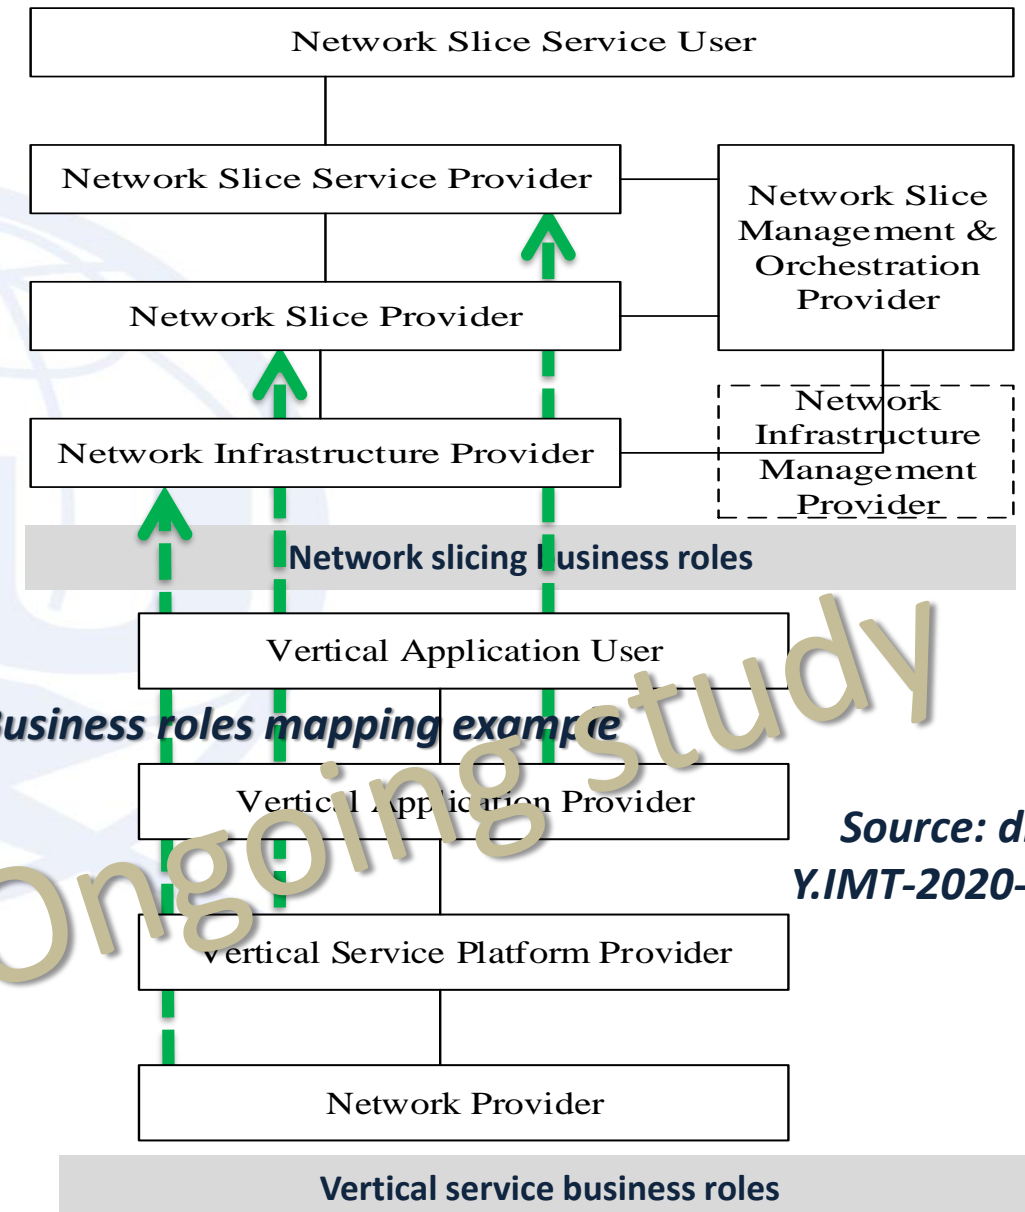 Network Slice Service User
Network Slice Service Provider
Network Slice
Management &
Orchestration
Provider
Network Slice Provider
Network
Infrastructure
Management
Provider
Network Infrastructure Provider
Network slicing business roles
Vertical Application User
Business roles mapping example
Ongoing study
Vertical Application Provider
Source:
Y.IMT-2020-
Vertical Service Platform Provider
Network Provider
Vertical service business roles